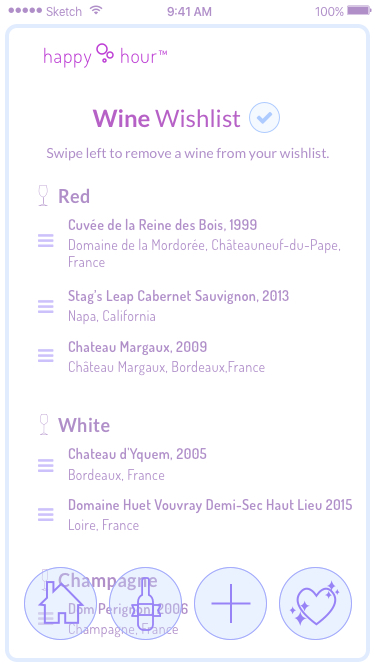 Sketch 9:41 AM 100%
happy hour™
Wine Wishlist
Swipe left to remove a wine from your wishlist.
Red
Cuvée de la Reine des Bois, 1999
Domaine de la Mordorée, Châteauneuf-du-Pape,
France
Stag's Leap Cabernet Sauvignon, 2013
Napa, California
Chateau Margaux, 2009
Château Margaux, Bordeaux,France
White
Chateau d'Yquem, 2005
Bordeaux, France
Domaine Huet Vouvray Demi-Sec Haut Lieu 2015
Loire, France
Champagne
Dom Perignon, 2006
Champagne, France